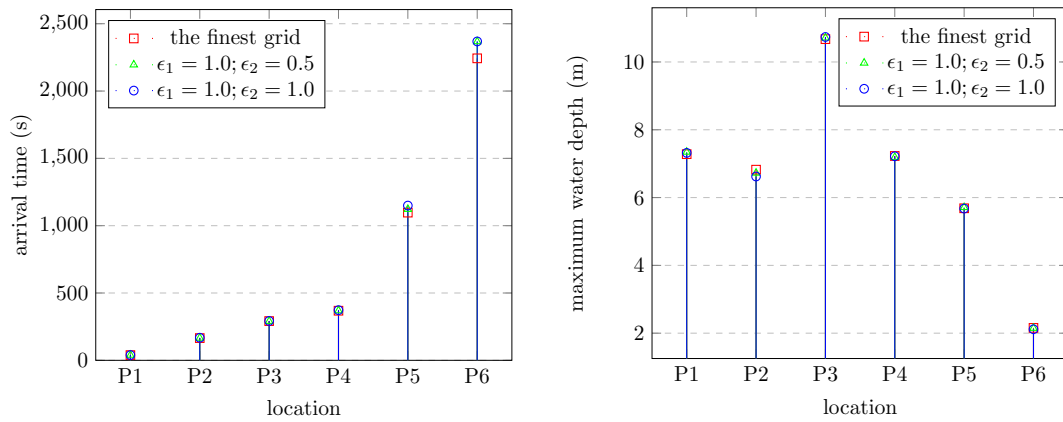 2,500
2,000
1,500
1,000
500
0
arrival time (s)
the finest grid
ϵ₁ = 1.0; ϵ₂ = 0.5
ϵ₁ = 1.0; ϵ₂ = 1.0
P1 P2 P3 P4 P5 P6
location
10
8
6
4
2
maximum water depth (m)
the finest grid
ϵ₁ = 1.0; ϵ₂ = 0.5
ϵ₁ = 1.0; ϵ₂ = 1.0
P1 P2 P3 P4 P5 P6
location